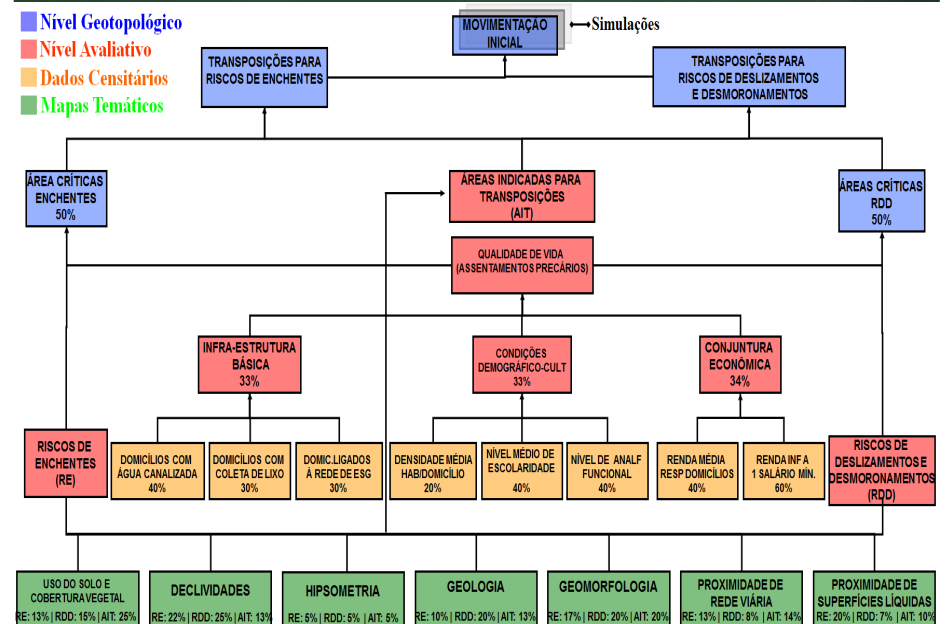 Nível Geotopológico
Nível Avaliativo
Dados Censitários
Mapas Temáticos
MOVIMENTAÇÃO
INICIAL
Simulações
TRANSPOSIÇÕES PARA
RISCOS DE ENCHENTES
TRANSPOSIÇÕES PARA
RISCOS DE DESLIZAMENTOS
E DESMORONAMENTOS
ÁREA CRÍTICAS
ENCHENTES
50%
ÁREAS INDICADAS PARA
TRANSPOSIÇÕES
(AIT)
ÁREAS CRÍTICAS
RDD
50%
QUALIDADE DE VIDA
(ASSENTAMENTOS PRECÁRIOS)
INFRA-ESTRUTURA
BÁSICA
33%
CONDIÇÕES
DEMOGRÁFICO-CULT
33%
CONJUNTURA
ECONÔMICA
34%
RISCOS DE
ENCHENTES
(RE)
DOMICÍLIOS COM
ÁGUA CANALIZADA
40%
DOMICÍLIOS COM
COLETA DE LIXO
30%
DOMIC.LIGADOS
À REDE DE ESG
30%
DENSIDADE MÉDIA
HAB/DOMICÍLIO
20%
NÍVEL MÉDIO DE
ESCOLARIDADE
40%
NÍVEL DE ANALF
FUNCIONAL
40%
RENDA MÉDIA
RESP DOMICÍLIOS
40%
RENDA INF A
1 SALÁRIO MÍN.
60%
RISCOS DE
DESLIZAMENTOS E
DESMORONAMENTOS
(RDD)
USO DO SOLO E
COBERTURA VEGETAL
RE: 13% | RDD: 15% | AIT: 25%
DECLIVIDADES
RE: 22% | RDD: 25% | AIT: 13%
HIPSOMETRIA
RE: 5% | RDD: 5% | AIT: 5%
GEOLOGIA
RE: 10% | RDD: 20% | AIT: 13%
GEOMORFOLOGIA
RE: 17% | RDD: 20% | AIT: 20%
PROXIMIDADE DE
REDE VIÁRIA
RE: 13% | RDD: 8% | AIT: 14%
PROXIMIDADE DE
SUPERFÍCIES LÍQUIDAS
RE: 20% | RDD: 7% | AIT: 10%